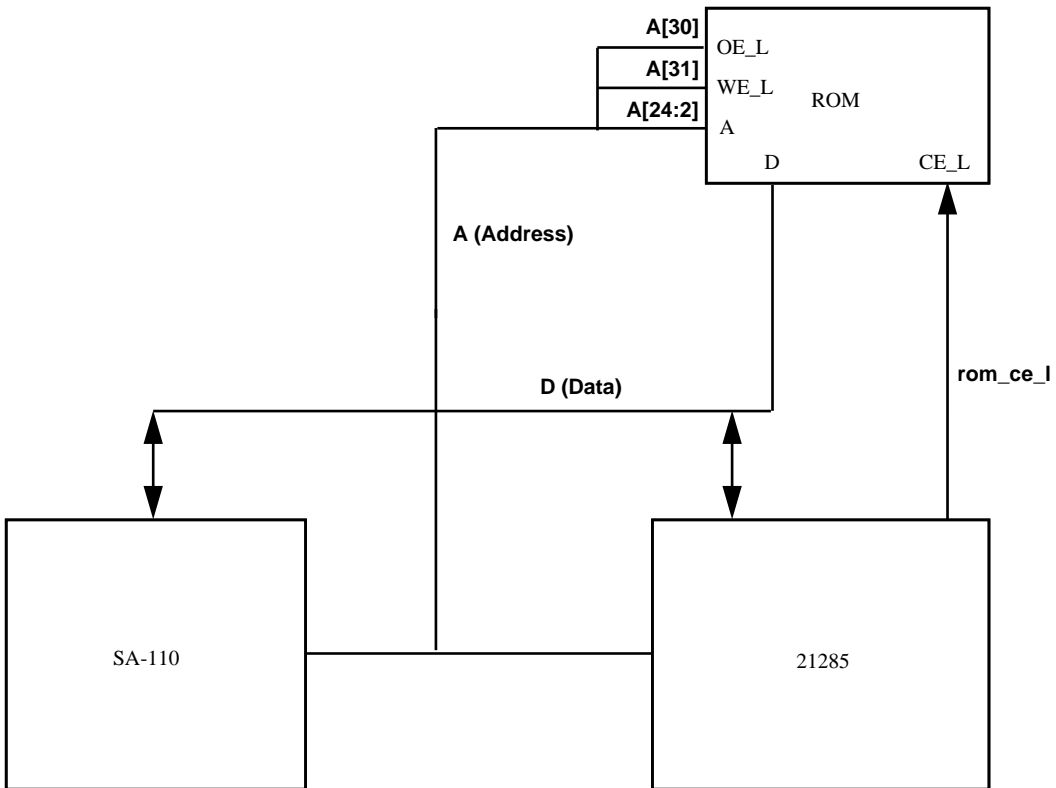 A[30]
OE_L
A[31]
WE_L
ROM
A[24:2]
A
D
CE_L
A (Address)
rom_ce_l
D (Data)
SA-110
21285